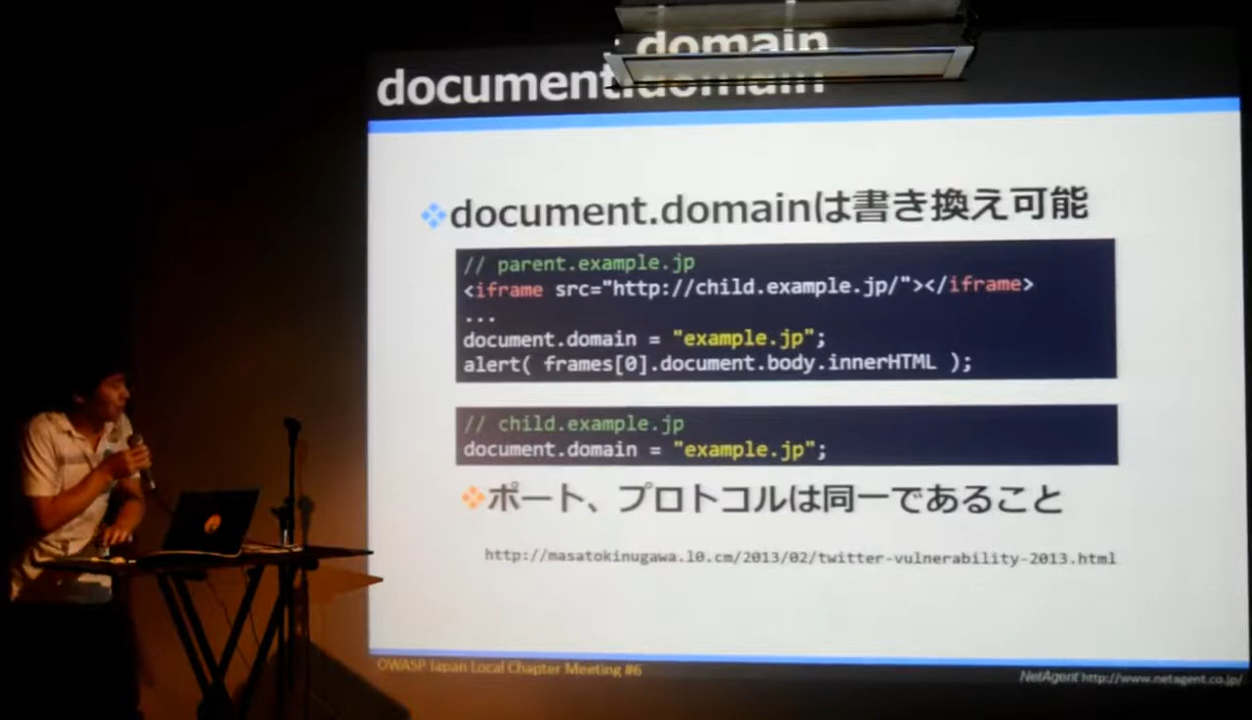 document.domain
document.domainは書き換え可能
// parent.example.jp
<iframe src="http://child.example.jp/"></iframe>
...
document.domain = "example.jp";
alert( frames[0].document.body.innerHTML );
// child.example.jp
document.domain = "example.jp";
ポート、プロトコルは同一であること
http://masatokinugawa.l0.cm/2013/02/twitter-vulnerability-2013.html
OWASP Japan Local Chapter Meeting #6
NetAgent http://www.netagent.co.jp/